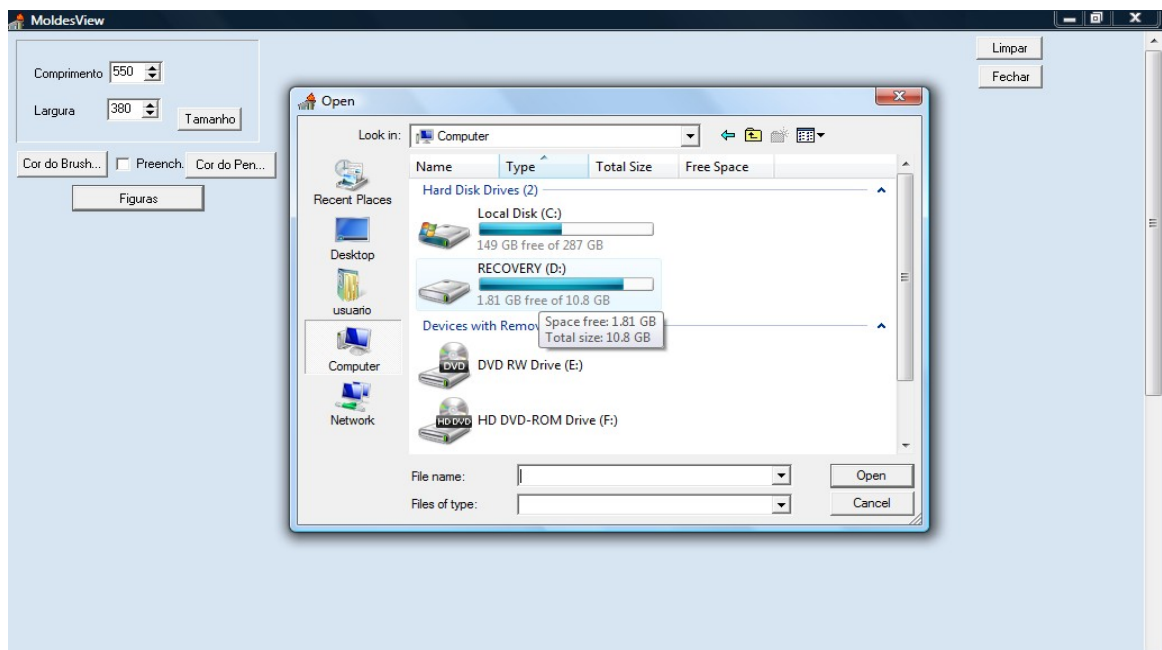 MoldesView
Comprimento 550
Largura 380
Tamanho
Cor do Brush...
Preench.
Cor do Pen...
Figuras
Limpar
Fechar
Open
Look in: Computer
Name Type Total Size Free Space
Recent Places
Desktop
usuario
Computer
Network
Hard Disk Drives (2)
Local Disk (C:)
149 GB free of 287 GB
RECOVERY (D:)
1.81 GB free of 10.8 GB
Space free: 1.81 GB
Total size: 10.8 GB
Devices with Remov
DVD DVD RW Drive (E:)
HD DVD HD DVD-ROM Drive (F:)
File name:
Open
Files of type:
Cancel